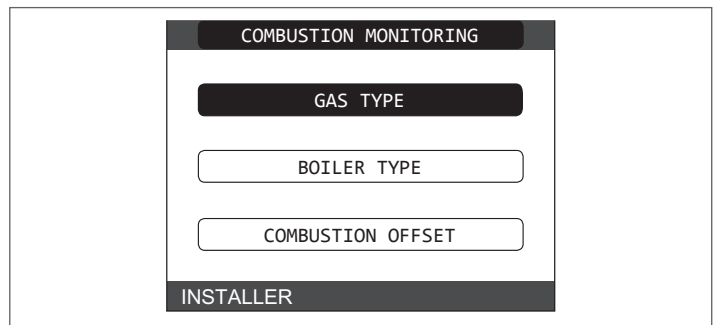 COMBUSTION MONITORING
GAS TYPE
BOILER TYPE
COMBUSTION OFFSET
INSTALLER